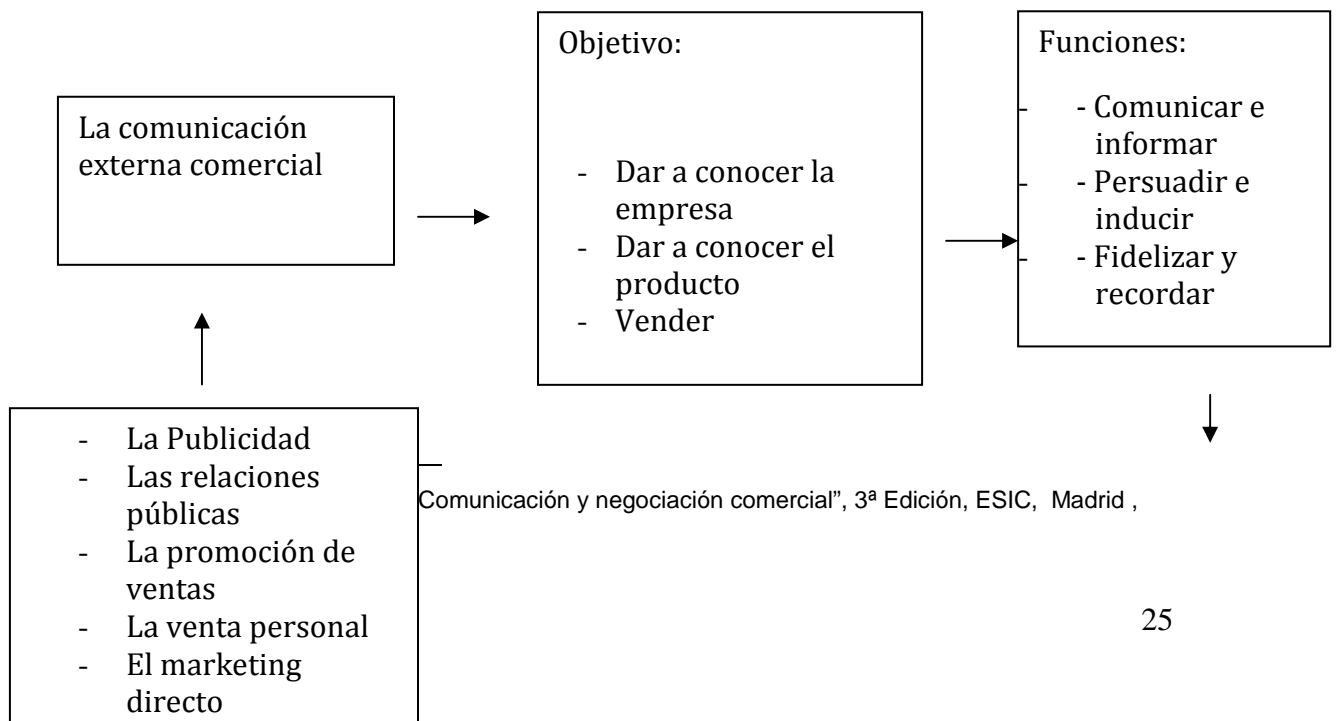 La comunicación
externa comercial
Objetivo:
- Dar a conocer la
empresa
- Dar a conocer el
producto
- Vender
Funciones:
- - Comunicar e
informar
- - Persuadir e
inducir
- - Fidelizar y
recordar
- La Publicidad
- Las relaciones
públicas
- La promoción de
ventas
- La venta personal
- El marketing
directo
Comunicación y negociación comercial”, 3ª Edición, ESIC, Madrid ,
25